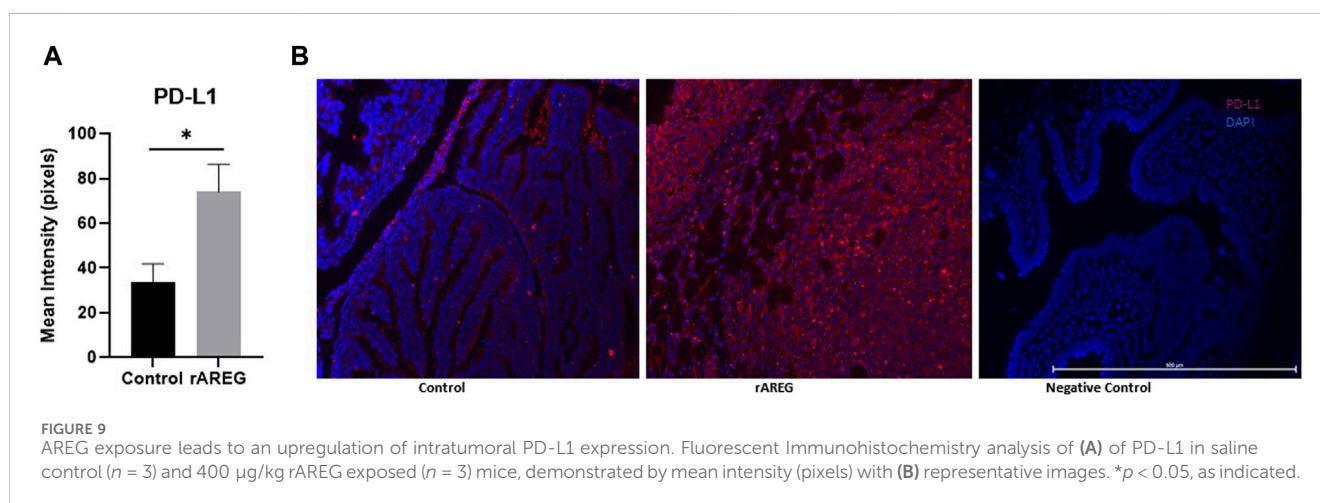 A
B
PD-L1
*
100
80
60
40
20
0
Mean Intensity (pixels)
Control rAREG
PD-L1
DAPI
500 µm
Control
rAREG
Negative Control
FIGURE 9
AREG exposure leads to an upregulation of intratumoral PD-L1 expression. Fluorescent Immunohistochemistry analysis of (A) of PD-L1 in saline
control (n = 3) and 400 µg/kg rAREG exposed (n = 3) mice, demonstrated by mean intensity (pixels) with (B) representative images. *p < 0.05, as indicated.